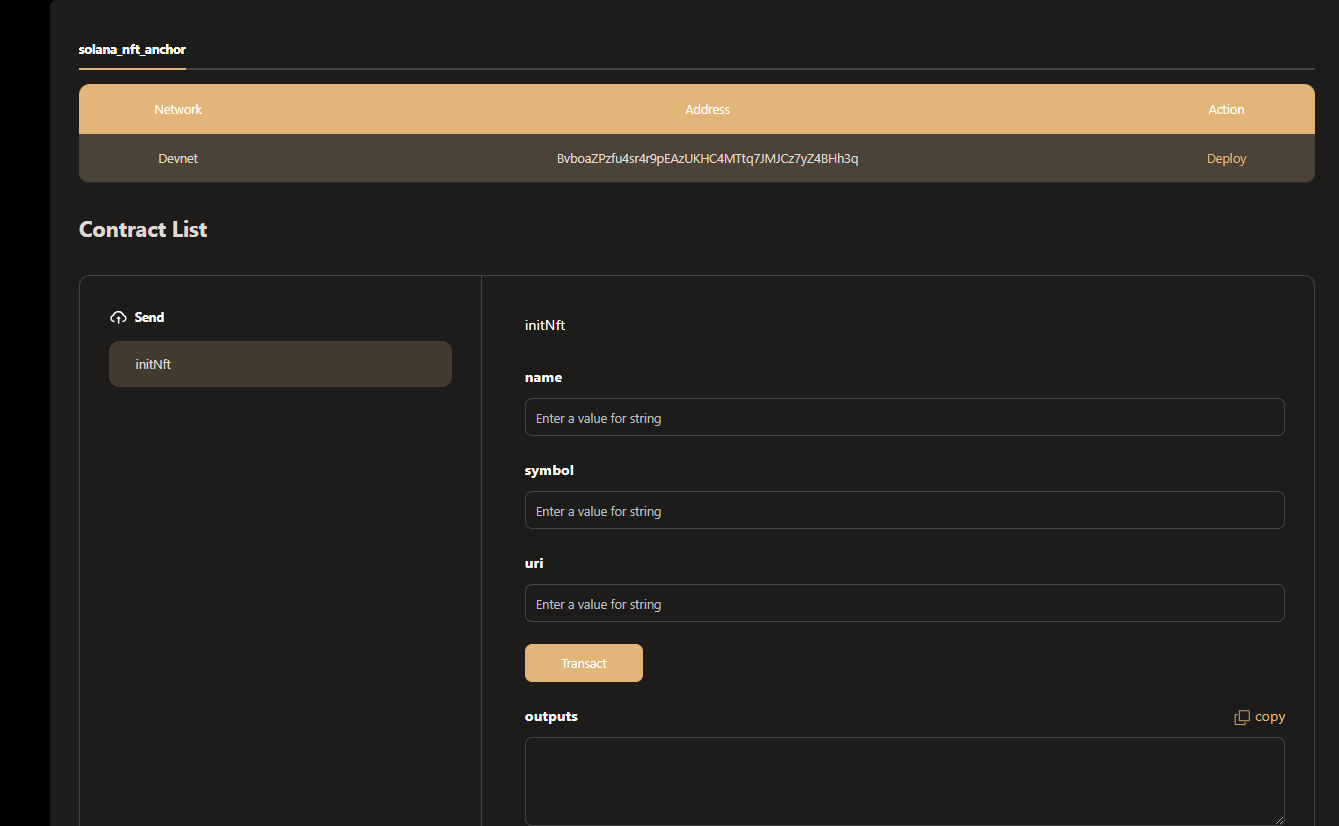 solana_nft_anchor
Network Address Action
Devnet BvboaZPzfu4sr4r9pEAzUKHC4MTtq7JMJCz7yZ4BHh3q Deploy
Contract List
Send
initNft
initNft
name
Enter a value for string
symbol
Enter a value for string
uri
Enter a value for string
Transact
outputs copy